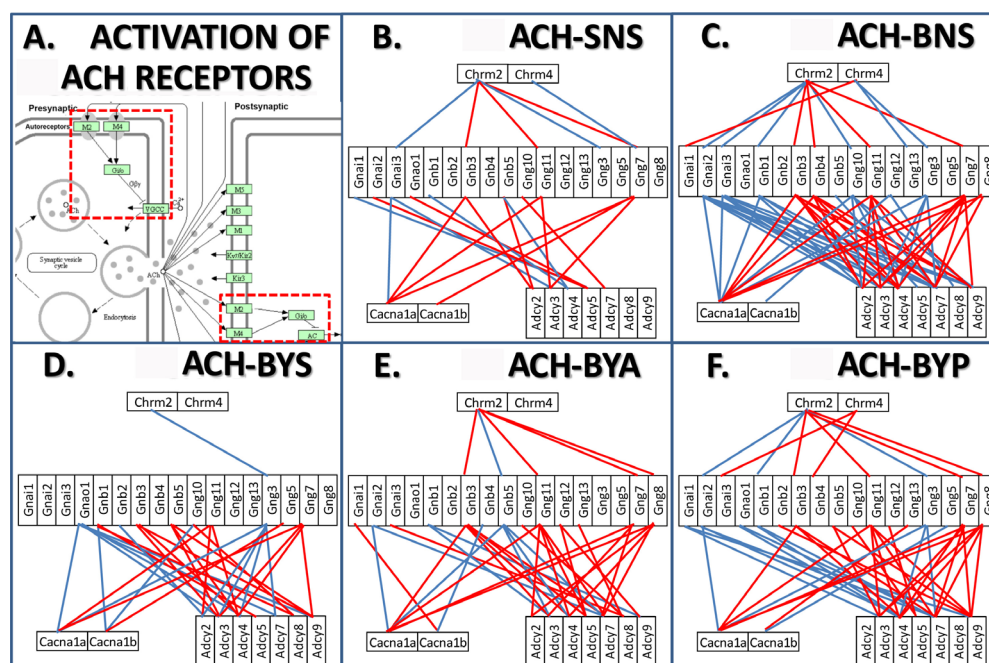 A. ACTIVATION OF
ACH RECEPTORS
Presynaptic
Postsynaptic
Autoreceptors
M2
M4
Gi/o
Gβγ
VGCC
Ca2+
ACh
Synaptic vesicle
cycle
Endocytosis
ACh
M5
M3
M1
Kir3
M2
M4
Gi/o
AC
B. ACH-SNS
Chrm2 Chrm4
Gnai1 Gnai2 Gnai3 Gnao1 Gnb1 Gnb2 Gnb3 Gnb4 Gnb5 Gng10 Gng11 Gng12 Gng13 Gng3 Gng5 Gng7 Gng8
Cacna1a Cacna1b
Adcy2 Adcy3 Adcy4 Adcy5 Adcy7 Adcy8 Adcy9
C. ACH-BNS
Chrm2 Chrm4
Gnai1 Gnai2 Gnai3 Gnao1 Gnb1 Gnb2 Gnb3 Gnb4 Gnb5 Gng10 Gng11 Gng12 Gng13 Gng3 Gng5 Gng7 Gng8
Cacna1a Cacna1b
Adcy2 Adcy3 Adcy4 Adcy5 Adcy7 Adcy8 Adcy9
D. ACH-BYS
Chrm2 Chrm4
Gnai1 Gnai2 Gnai3 Gnao1 Gnb1 Gnb2 Gnb3 Gnb4 Gnb5 Gng10 Gng11 Gng12 Gng13 Gng3 Gng5 Gng7 Gng8
Cacna1a Cacna1b
Adcy2 Adcy3 Adcy4 Adcy5 Adcy7 Adcy8 Adcy9
E. ACH-BYA
Chrm2 Chrm4
Gnai1 Gnai2 Gnai3 Gnao1 Gnb1 Gnb2 Gnb3 Gnb4 Gnb5 Gng10 Gng11 Gng12 Gng13 Gng3 Gng5 Gng7 Gng8
Cacna1a Cacna1b
Adcy2 Adcy3 Adcy4 Adcy5 Adcy7 Adcy8 Adcy9
F. ACH-BYP
Chrm2 Chrm4
Gnai1 Gnai2 Gnai3 Gnao1 Gnb1 Gnb2 Gnb3 Gnb4 Gnb5 Gng10 Gng11 Gng12 Gng13 Gng3 Gng5 Gng7 Gng8
Cacna1a Cacna1b
Adcy2 Adcy3 Adcy4 Adcy5 Adcy7 Adcy8 Adcy9